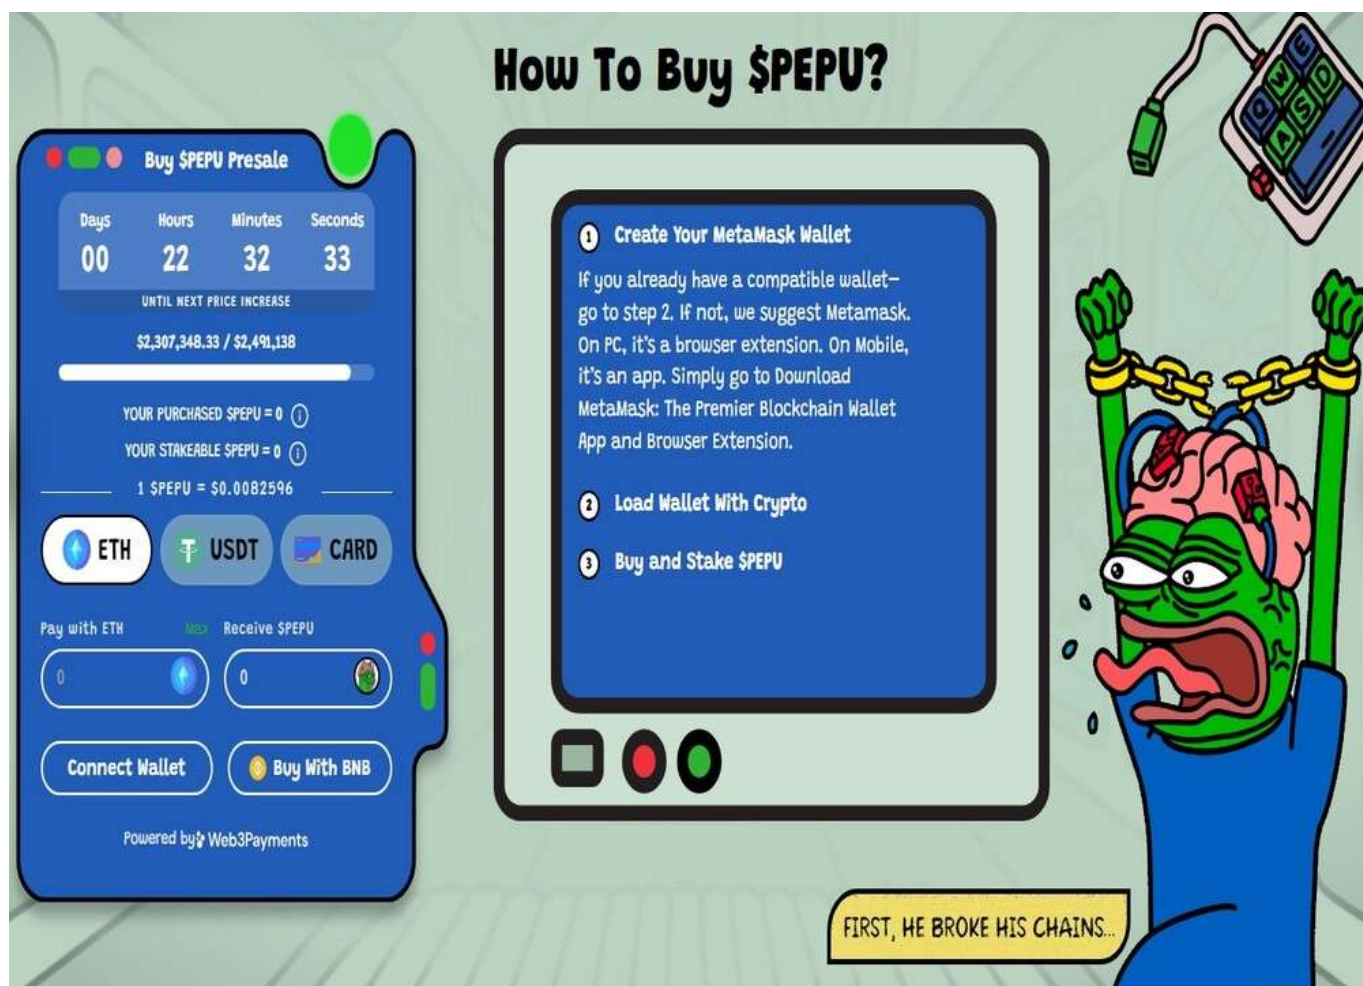 How To Buy $PEPU?
Buy $PEPU Presale
Days Hours Minutes Seconds
00 22 32 33
UNTIL NEXT PRICE INCREASE
$2,307,348.33 / $2,491,138
YOUR PURCHASED $PEPU = 0 i
YOUR STAKEABLE $PEPU = 0 i
1 $PEPU = $0.0082596
ETH USDT CARD
Pay with ETH Max Receive $PEPU
0 0
Connect Wallet Buy With BNB
Powered by Web3Payments
1 Create Your MetaMask Wallet
If you already have a compatible wallet–
go to step 2. If not, we suggest Metamask.
On PC, it's a browser extension. On Mobile,
it's an app. Simply go to Download
MetaMask: The Premier Blockchain Wallet
App and Browser Extension.
2 Load Wallet With Crypto
3 Buy and Stake $PEPU
Q W E
A S D
FIRST, HE BROKE HIS CHAINS...